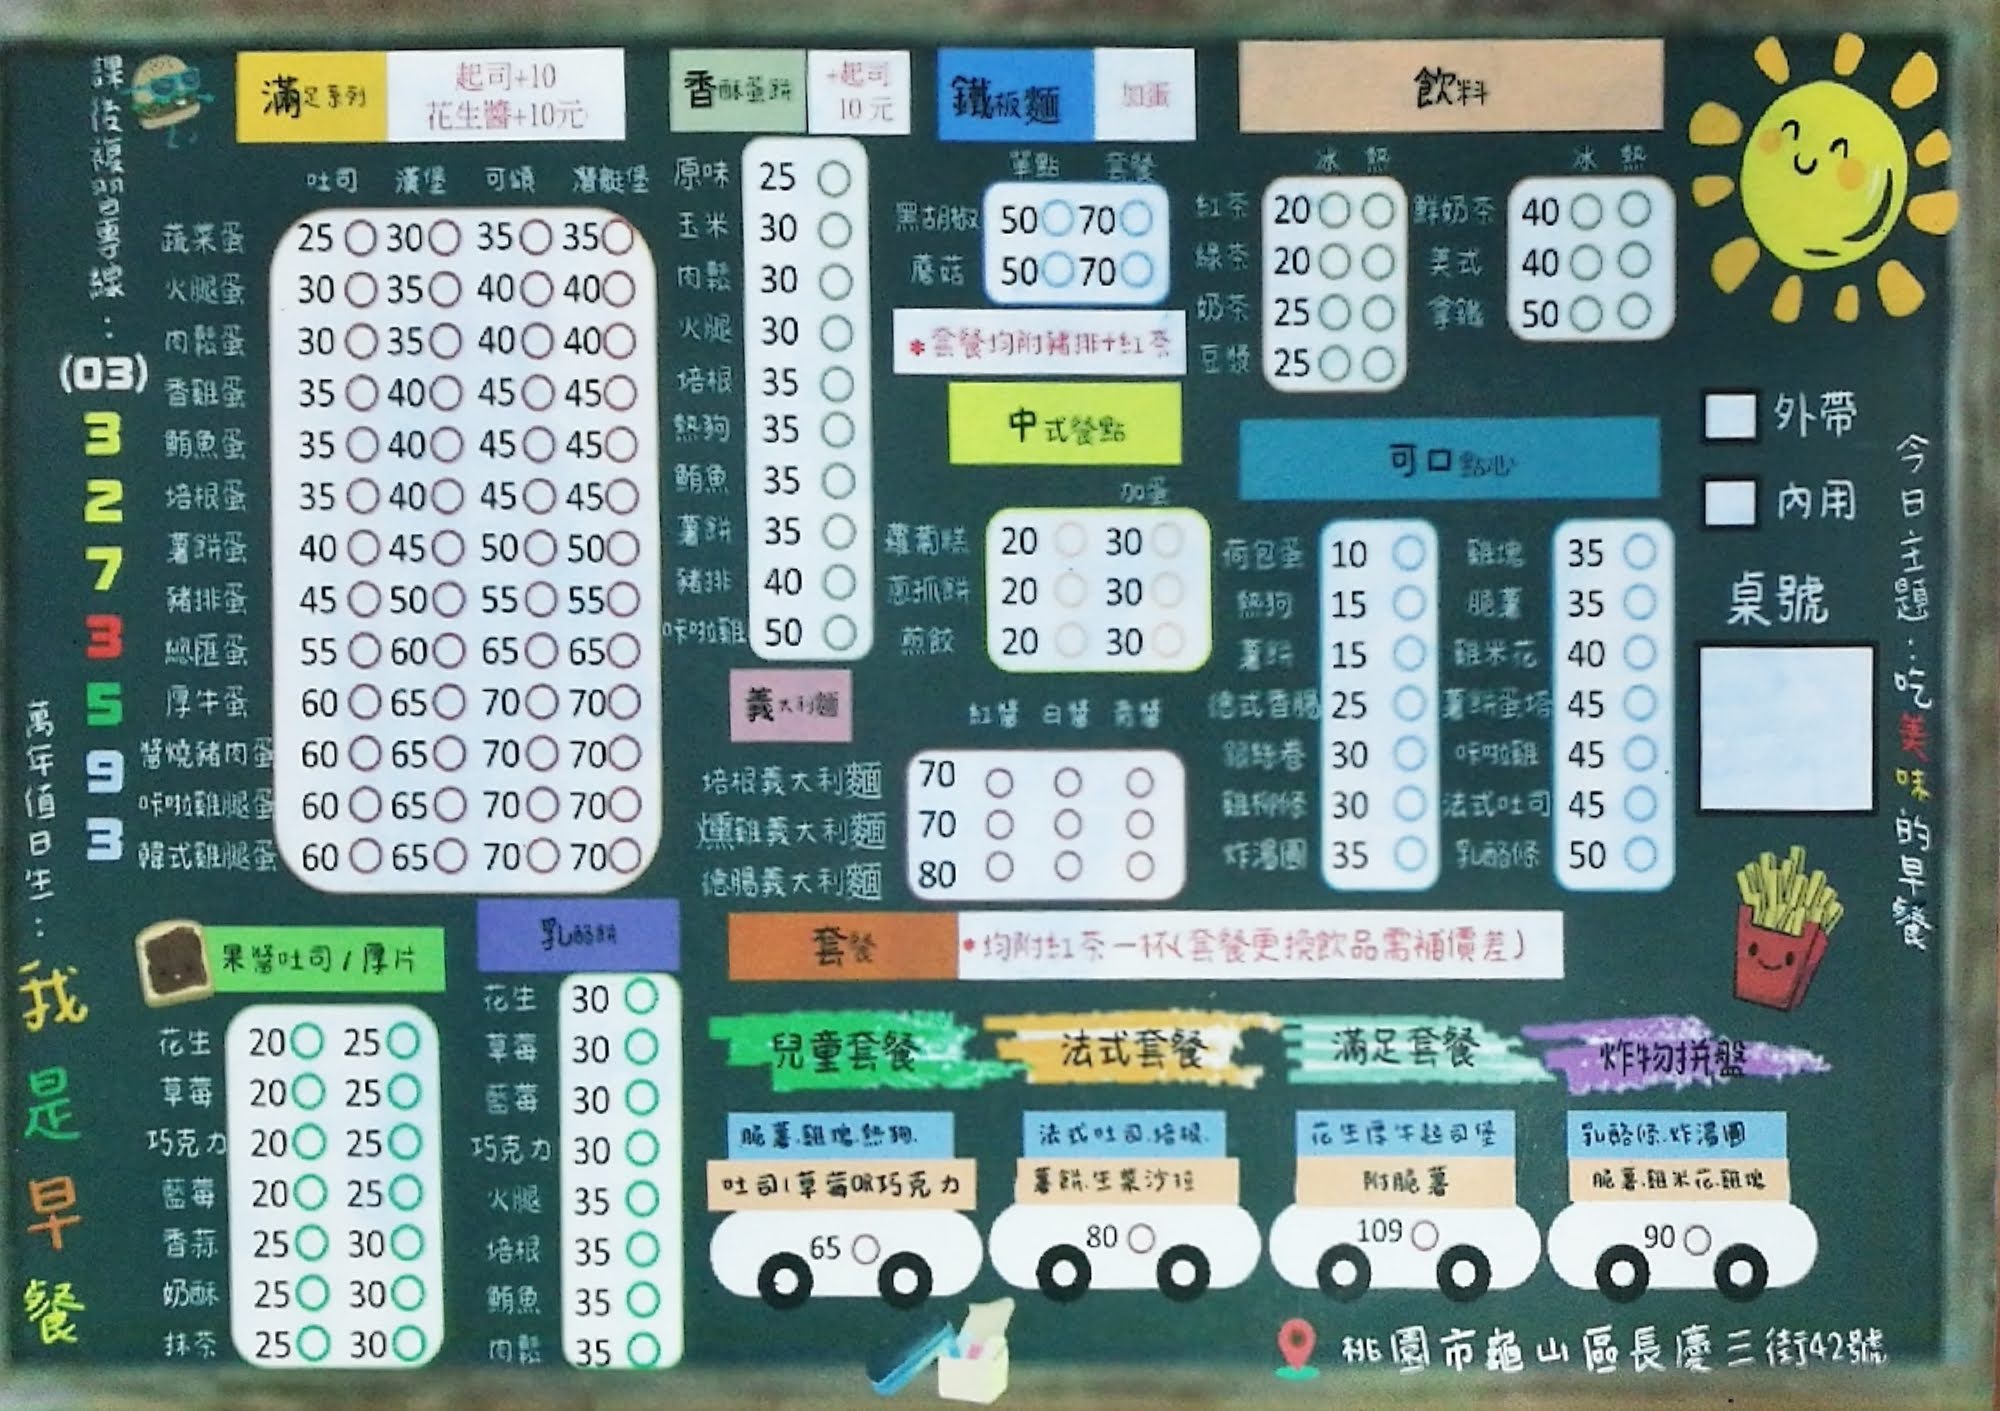 課後複習專線：
(03)
3
2
7
3
5
9
3
萬年值日生：
我是早餐
滿足系列
起司+10
花生醬+10元
吐司 漢堡 可頌 潛艇堡
蔬菜蛋 25 30 35 35
火腿蛋 30 35 40 40
肉鬆蛋 30 35 40 40
香雞蛋 35 40 45 45
鮪魚蛋 35 40 45 45
培根蛋 35 40 45 45
薯餅蛋 40 45 50 50
豬排蛋 45 50 55 55
總匯蛋 55 60 65 65
厚牛蛋 60 65 70 70
醬燒豬肉蛋 60 65 70 70
咔啦雞腿蛋 60 65 70 70
韓式雞腿蛋 60 65 70 70
果醬吐司/厚片
花生 20 25
草莓 20 25
巧克力 20 25
藍莓 20 25
香蒜 25 30
奶酥 25 30
抹茶 25 30
乳酪餅
花生 30
草莓 30
藍莓 30
巧克力 30
火腿 35
培根 35
鮪魚 35
肉鬆 35
香酥蛋餅
+起司
10元
原味 25
玉米 30
肉鬆 30
火腿 30
培根 35
熱狗 35
鮪魚 35
薯餅 35
豬排 40
咔啦雞 50
鐵板麵
加蛋
單點 套餐
黑胡椒 50 70
蘑菇 50 70
*套餐均附豬排+紅茶
中式餐點
加蛋
蘿蔔糕 20 30
蔥抓餅 20 30
煎餃 20 30
義大利麵
紅醬 白醬 青醬
培根義大利麵 70
燻雞義大利麵 70
德腸義大利麵 80
飲料
冰 熱 冰 熱
紅茶 20 鮮奶茶 40
綠茶 20 美式 40
奶茶 25 拿鐵 50
豆漿 25
可口點心
荷包蛋 10 雞塊 35
熱狗 15 脆薯 35
薯餅 15 雞米花 40
德式香腸 25 薯餅蛋塔 45
銀絲卷 30 咔啦雞 45
雞柳條 30 法式吐司 45
炸湯圓 35 乳酪條 50
套餐
*均附紅茶一杯(套餐更換飲品需補價差)
兒童套餐
脆薯.雞塊.熱狗.
吐司(草莓OR巧克力
65
法式套餐
法式吐司.培根.
薯餅.生菜沙拉
80
滿足套餐
花生厚牛起司堡
附脆薯
109
炸物拼盤
乳酪條.炸湯圓
脆薯.雞米花.雞塊
90
外帶
內用
桌號
今日主題：吃美味的早餐
桃園市龜山區長慶三街42號